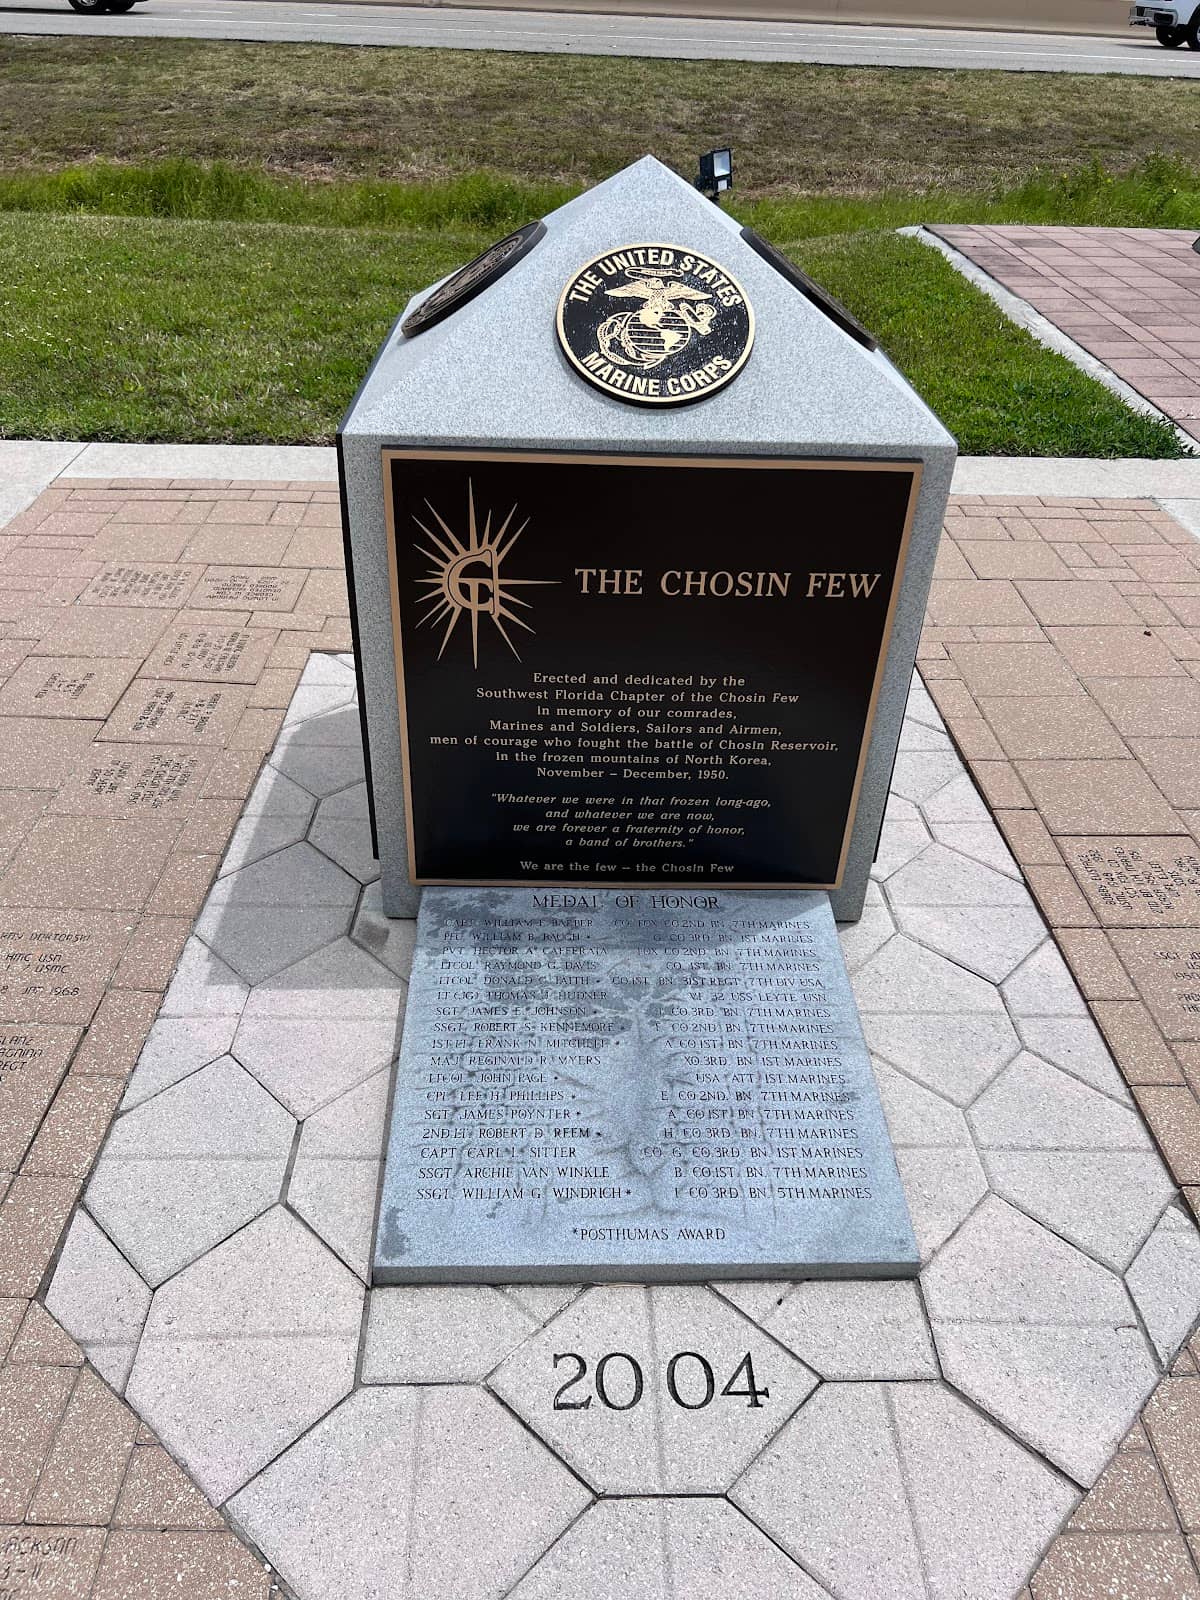 THE UNITED STATES
MARINE CORPS
THE CHOSIN FEW
Erected and dedicated by the
Southwest Florida Chapter of the Chosin Few
in memory of our comrades,
Marines and Soldiers, Sailors and Airmen,
men of courage who fought the battle of Chosin Reservoir,
in the frozen mountains of North Korea,
November – December, 1950.
"Whatever we were in that frozen long-ago,
and whatever we are now,
we are forever a fraternity of honor,
a band of brothers."
We are the few – the Chosin Few
MEDAL OF HONOR
CAPT. WILLIAM E. BARBER CO. FOX CO 2ND BN. 7TH MARINES
PFC. WILLIAM B. BAUGH * G. CO 3RD. BN. 1ST MARINES
PVT. HECTOR A. CAFFERATA FOX CO 2ND. BN. 7TH MARINES
LTCOL. RAYMOND G. DAVIS CO. 1ST. BN. 7TH MARINES
LTCOL. DONALD C. FAITH * CO 1ST. BN. 31ST. REGT. 7TH DIV USA
LT (JG) THOMAS J. HUDNER VF 32 USS LEYTE USN
SGT. JAMES E. JOHNSON * J. CO 3RD. BN. 7TH MARINES
SSGT. ROBERT S. KENNEMORE * E. CO 2ND. BN. 7TH MARINES
1ST LT. FRANK N. MITCHELL * A. CO 1ST. BN. 7TH MARINES
MAJ. REGINALD R. MYERS XO 3RD. BN. 1ST MARINES
LTCOL. JOHN PAGE * USA ATT. 1ST MARINES
CPL. LEE H. PHILLIPS * E. CO 2ND. BN. 7TH MARINES
SGT. JAMES POYNTER * A. CO 1ST. BN. 7TH MARINES
2ND LT. ROBERT D. REEM * H. CO 3RD. BN. 7TH MARINES
CAPT. CARL L. SITTER CO. G. CO 3RD. BN. 1ST MARINES
SSGT. ARCHIE VAN WINKLE B. CO 1ST. BN. 7TH MARINES
SSGT. WILLIAM G. WINDRICH * I. CO 3RD. BN. 5TH MARINES
*POSTHUMAS AWARD
2004